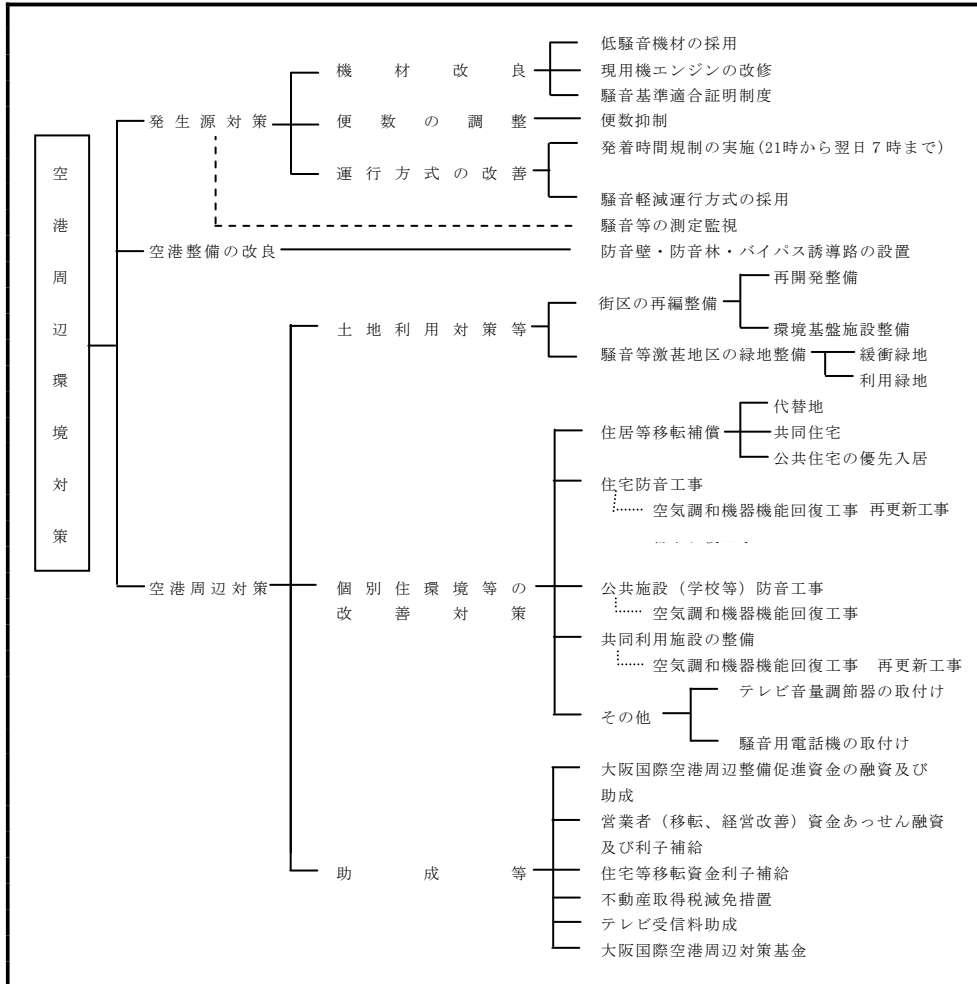 空港周辺環境対策
発生源対策
機材改良
低騒音機材の採用
現用機エンジンの改修
騒音基準適合証明制度
便数の調整
便数抑制
運行方式の改善
発着時間規制の実施(21時から翌日7時まで)
騒音軽減運行方式の採用
騒音等の測定監視
空港整備の改良
防音壁・防音林・バイパス誘導路の設置
空港周辺対策
土地利用対策等
街区の再編整備
再開発整備
環境基盤施設整備
騒音等激甚地区の緑地整備
緩衝緑地
利用緑地
個別住環境等の
改善対策
住居等移転補償
代替地
共同住宅
公共住宅の優先入居
住宅防音工事
空気調和機器機能回復工事 再更新工事
公共施設（学校等）防音工事
空気調和機器機能回復工事
共同利用施設の整備
空気調和機器機能回復工事 再更新工事
その他
テレビ音量調節器の取付け
騒音用電話機の取付け
助成等
大阪国際空港周辺整備促進資金の融資及び
助成
営業者（移転、経営改善）資金あっせん融資
及び利子補給
住宅等移転資金利子補給
不動産取得税減免措置
テレビ受信料助成
大阪国際空港周辺対策基金